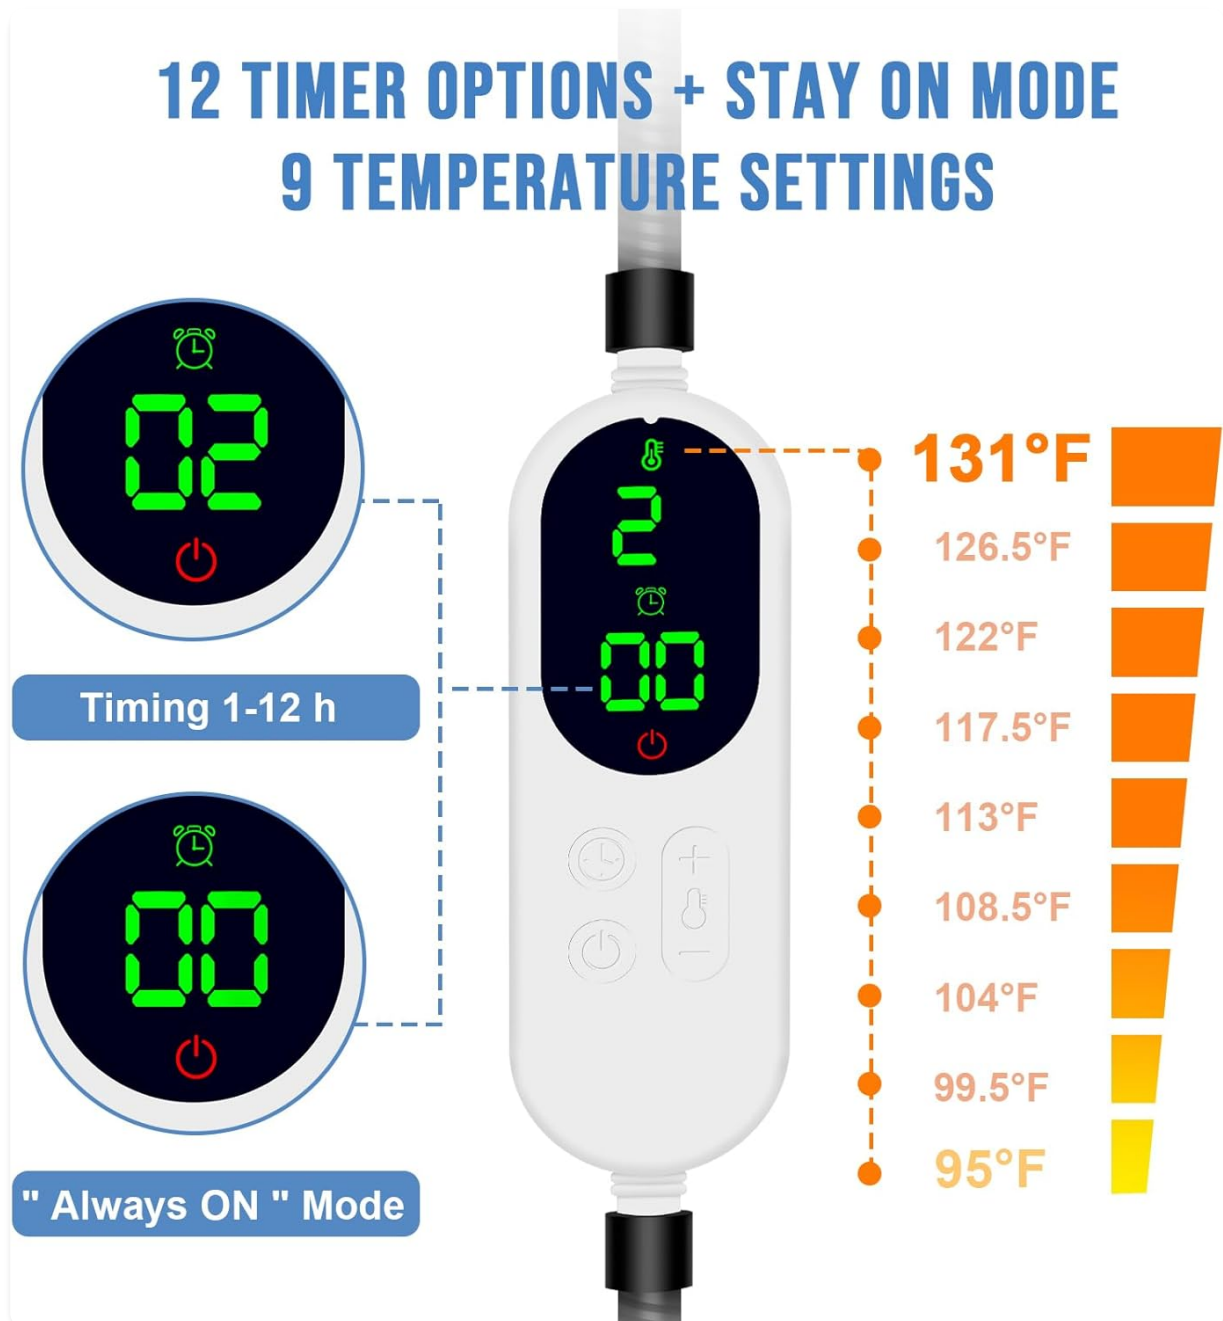 12 TIMER OPTIONS + STAY ON MODE
9 TEMPERATURE SETTINGS
02
Timing 1-12 h
00
" Always ON " Mode
2
00
131°F
126.5°F
122°F
117.5°F
113°F
108.5°F
104°F
99.5°F
95°F